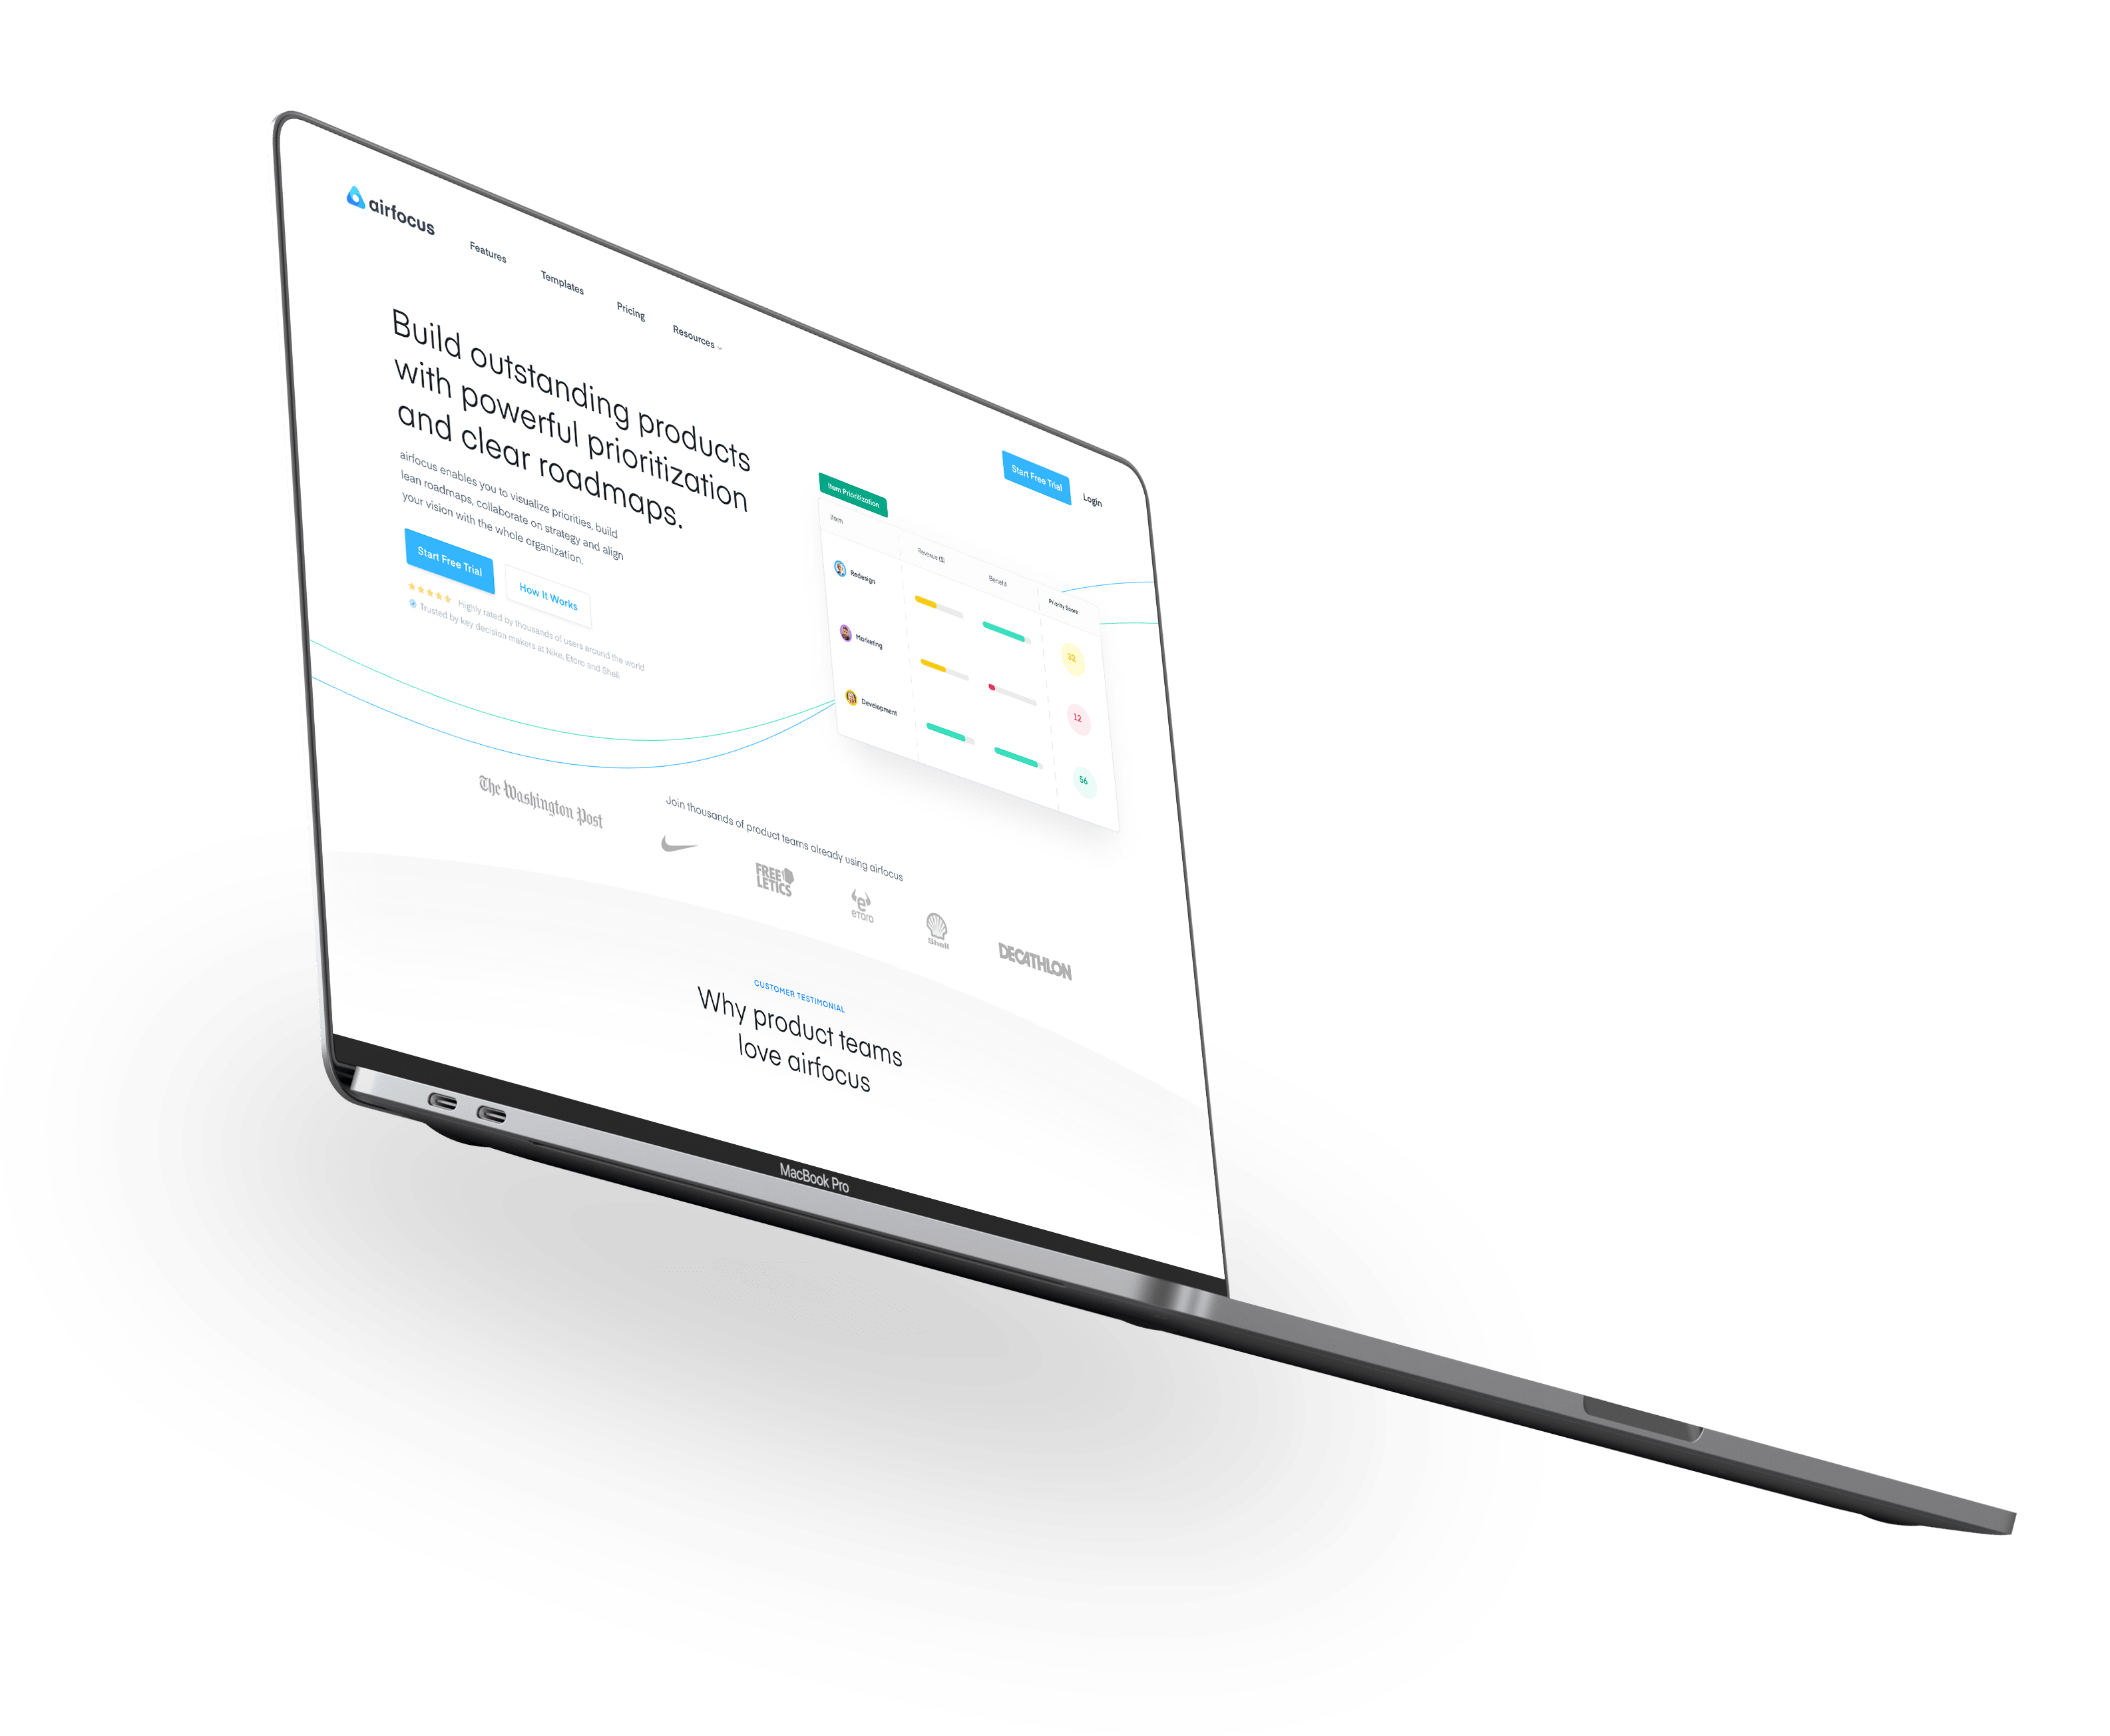 airfocus
Features
Templates
Pricing
Resources
Start Free Trial
Login
Build outstanding products
with powerful prioritization
and clear roadmaps.
airfocus enables you to visualize priorities, build
lean roadmaps, collaborate on strategy and align
your vision with the whole organization.
Start Free Trial
How It Works
Highly rated by thousands of users around the world
Trusted by key decision makers at Nike, Etoro and Shell
Item Prioritization
Item
Revenue ($)
Benefit
Priority Score
Redesign
32
Marketing
12
Development
56
Join thousands of product teams already using airfocus
The Washington Post
FREE
LETICS
eToro
Shell
DECATHLON
CUSTOMER TESTIMONIAL
Why product teams
love airfocus
MacBook Pro